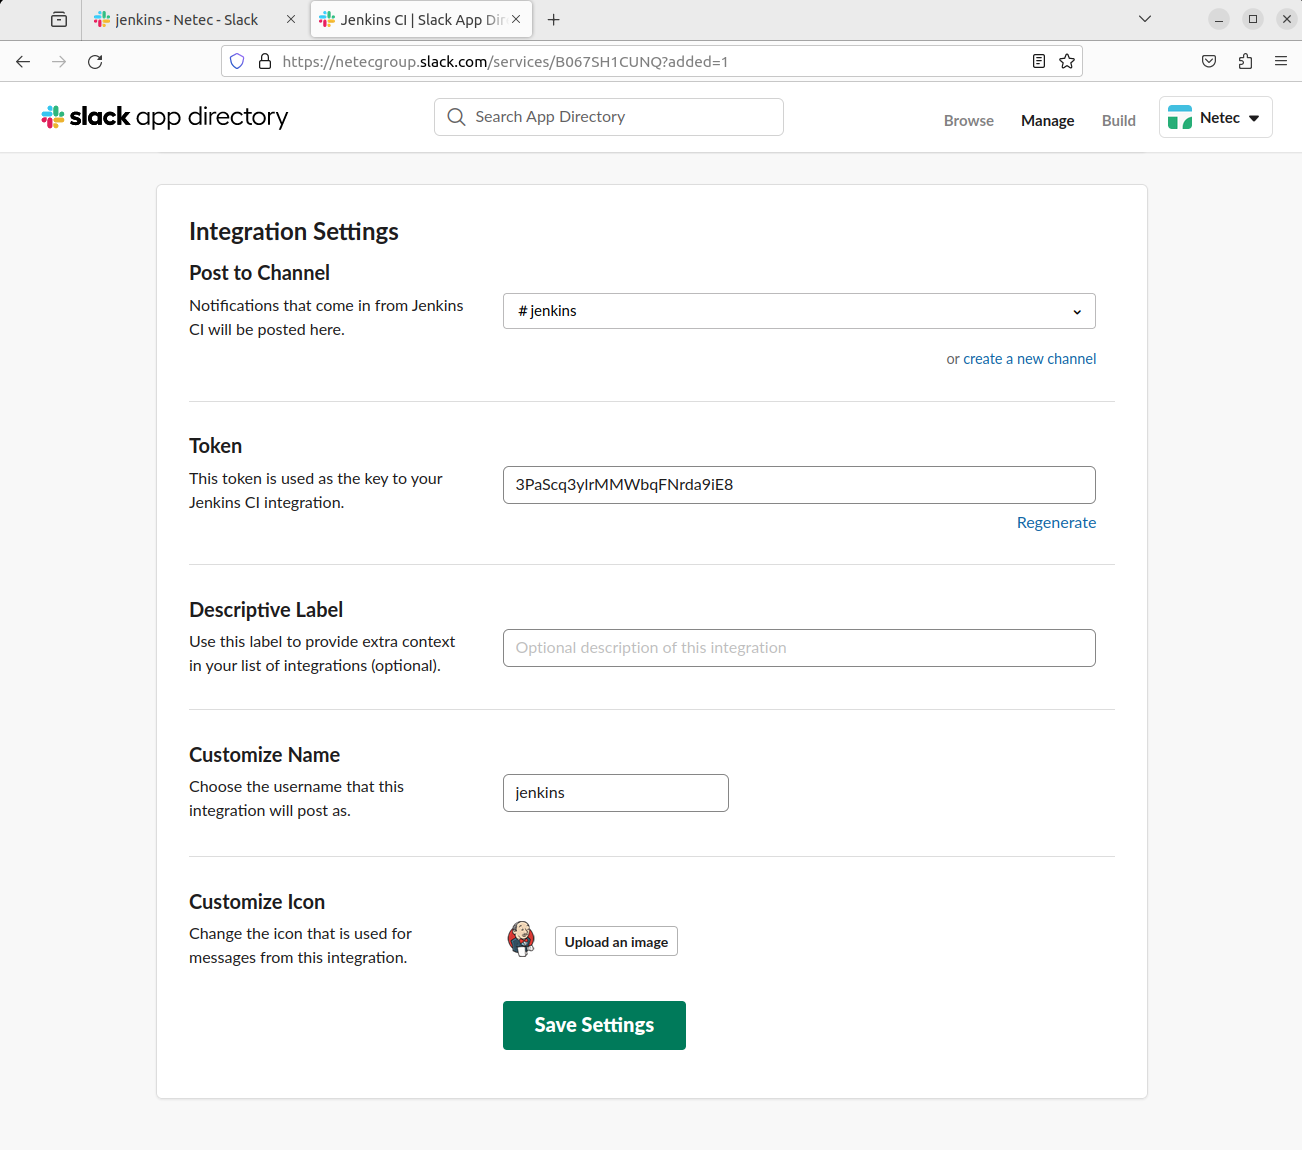 jenkins - Netec - Slack
Jenkins CI | Slack App Dir
https://netecgroup.slack.com/services/B067SH1CUNQ?added=1
slack app directory
Search App Directory
Browse
Manage
Build
Netec
Integration Settings
Post to Channel
Notifications that come in from Jenkins
CI will be posted here.
# jenkins
or create a new channel
Token
This token is used as the key to your
Jenkins CI integration.
3PaScq3ylrMMWbqFNrda9iE8
Regenerate
Descriptive Label
Use this label to provide extra context
in your list of integrations (optional).
Optional description of this integration
Customize Name
Choose the username that this
integration will post as.
jenkins
Customize Icon
Change the icon that is used for
messages from this integration.
Upload an image
Save Settings